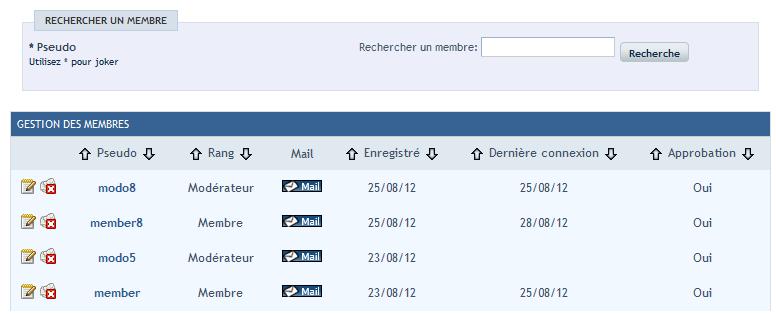 RECHERCHER UN MEMBRE
* Pseudo
Rechercher un membre: Recherche
Utilisez * pour joker
GESTION DES MEMBRES
Pseudo Rang Mail Enregistré Dernière connexion Approbation
modo8 Modérateur Mail 25/08/12 25/08/12 Oui
member8 Membre Mail 25/08/12 28/08/12 Oui
modo5 Modérateur Mail 23/08/12 Oui
member Membre Mail 23/08/12 25/08/12 Oui